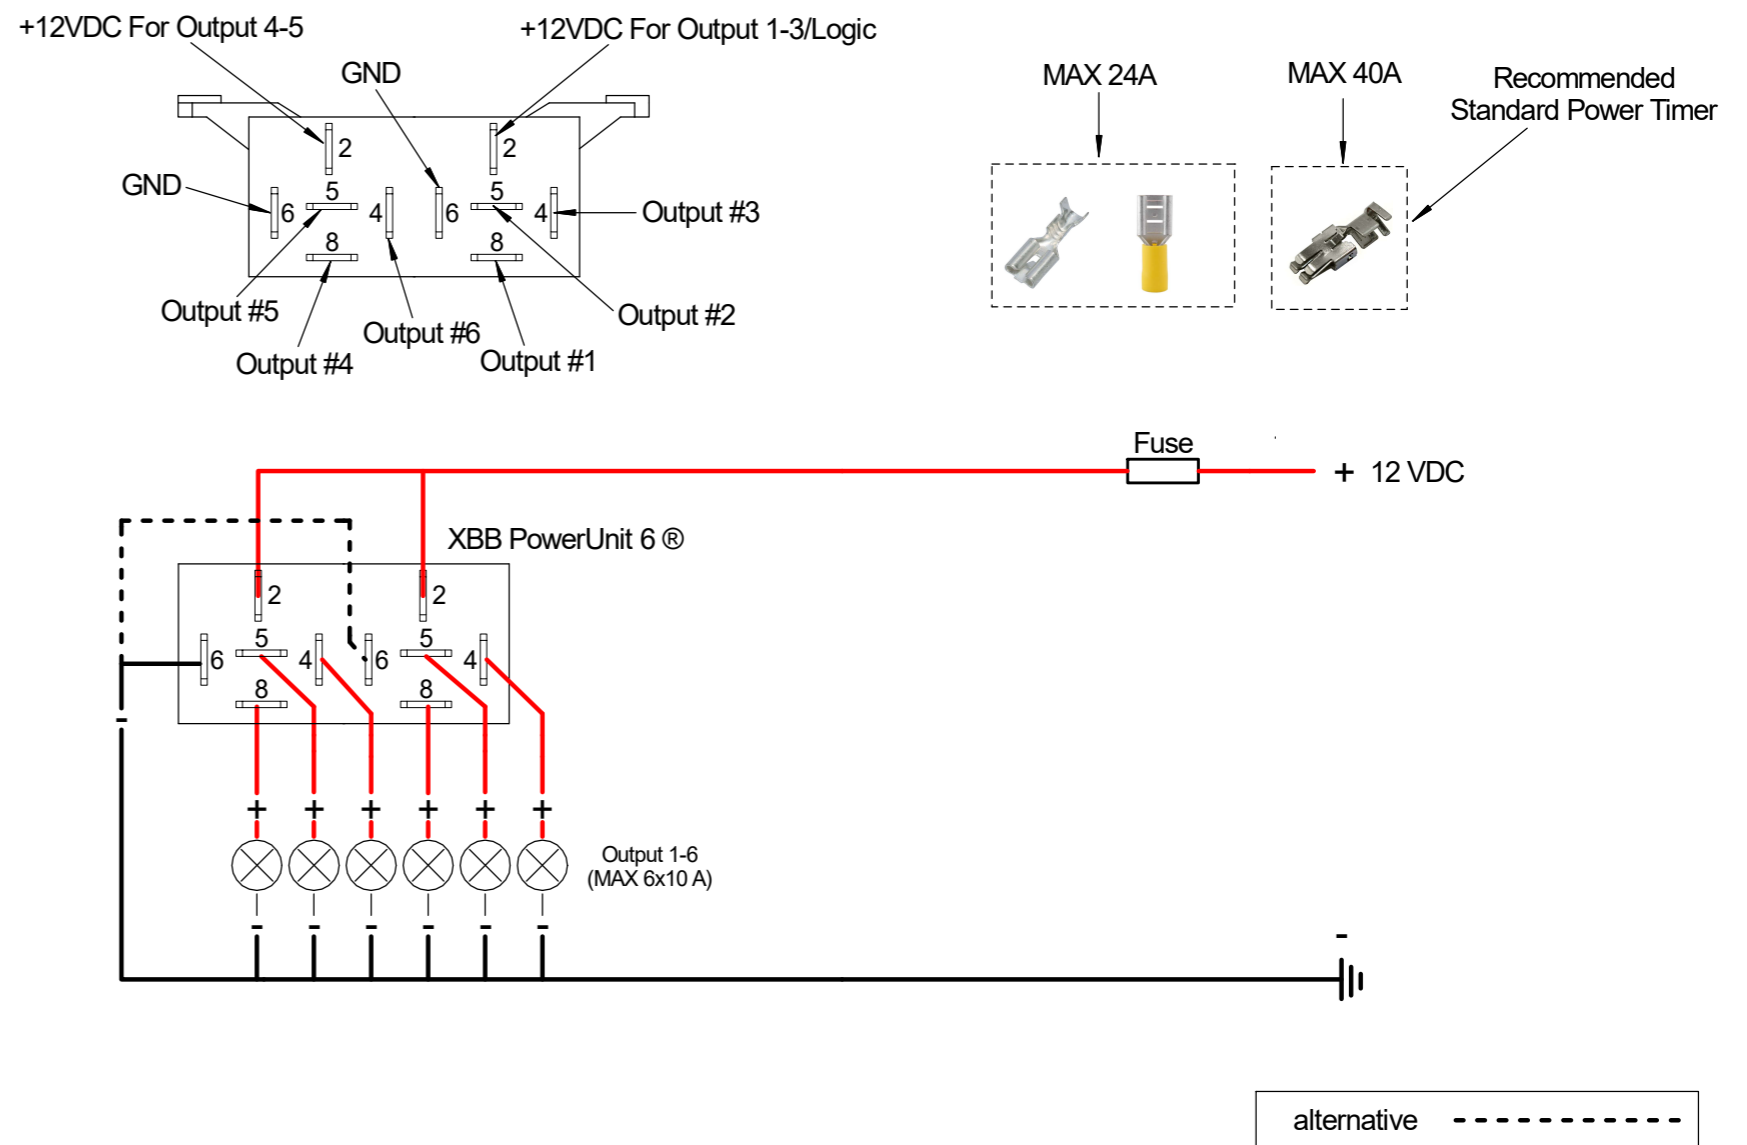 +12VDC For Output 4-5
+12VDC For Output 1-3/Logic
GND
MAX 24A
MAX 40A
Recommended
Standard Power Timer
2
2
GND
6
5
4
6
5
4
Output #3
8
8
Output #5
Output #6
Output #2
Output #4
Output #1
Fuse
+ 12 VDC
XBB PowerUnit 6 ®
2
2
6
5
4
6
5
4
8
8
-
+ + + + + +
Output 1-6
(MAX 6x10 A)
- - - - - -
-
alternative